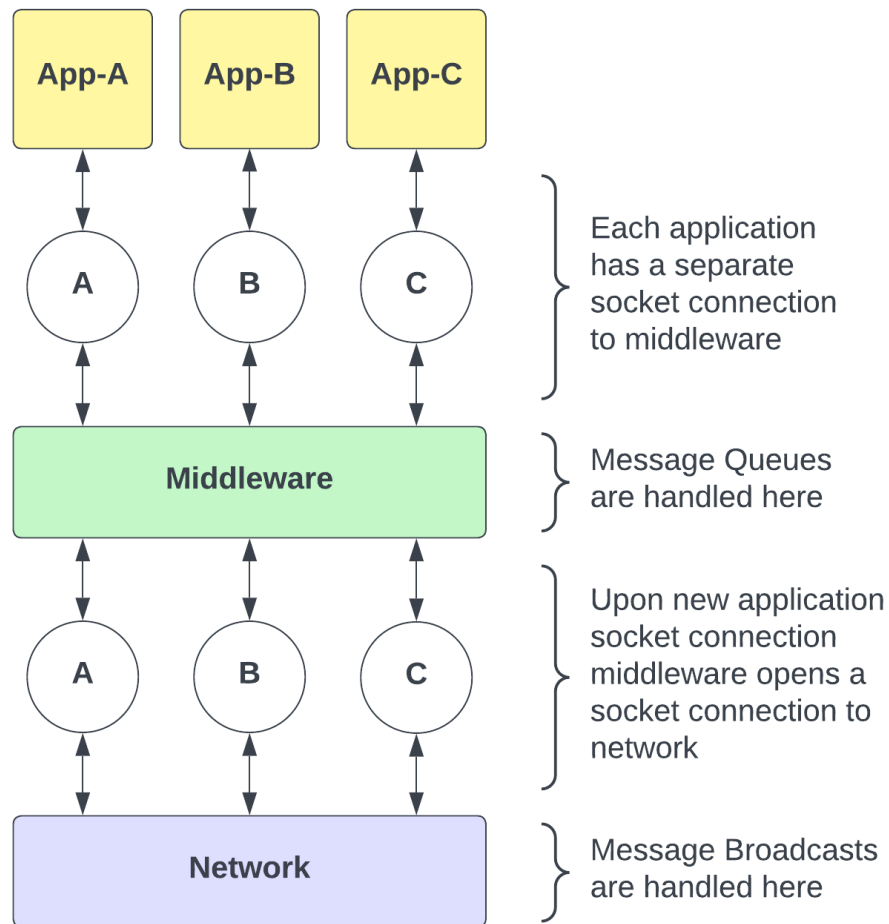 App-A
App-B
App-C
A
B
C
Each application
has a separate
socket connection
to middleware
Middleware
Message Queues
are handled here
A
B
C
Upon new application
socket connection
middleware opens a
socket connection to
network
Network
Message Broadcasts
are handled here